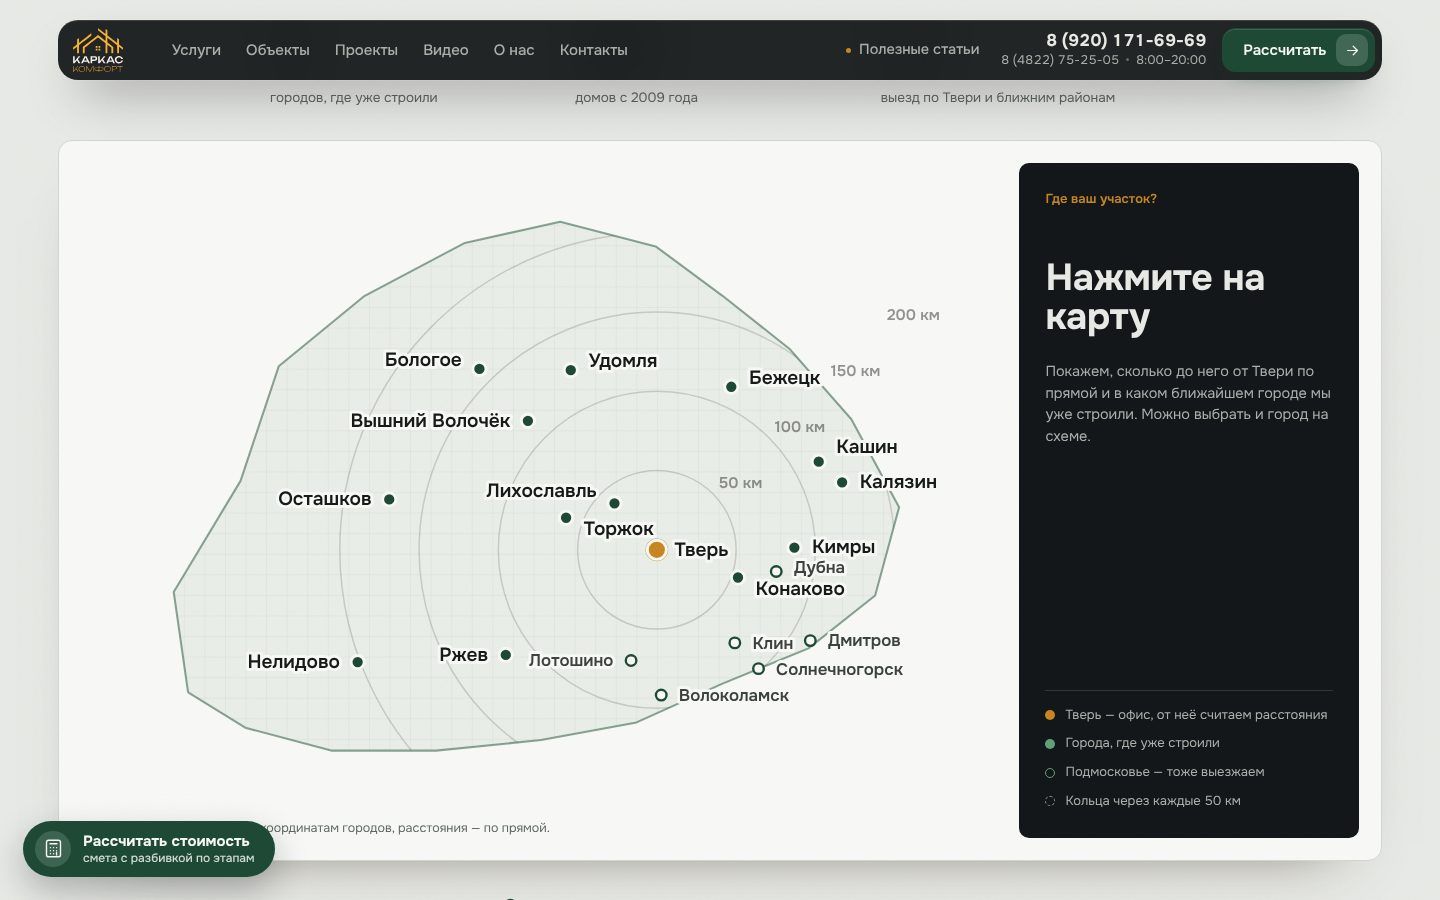 КАРКАС
КОМФОРТ
Услуги
Объекты
Проекты
Видео
О нас
Контакты
Полезные статьи
8 (920) 171-69-69
8 (4822) 75-25-05 • 8:00–20:00
Рассчитать
городов, где уже строили
домов с 2009 года
выезд по Твери и ближним районам
200 км
Бологое
Удомля
Бежецк
150 км
Вышний Волочёк
100 км
Кашин
Калязин
Осташков
Лихославль
50 км
Торжок
Тверь
Кимры
Дубна
Конаково
Клин
Дмитров
Нелидово
Ржев
Лотошино
Солнечногорск
Волоколамск
координатам городов, расстояния — по прямой.
Где ваш участок?
Нажмите на
карту
Покажем, сколько до него от Твери по
прямой и в каком ближайшем городе мы
уже строили. Можно выбрать и город на
схеме.
Тверь — офис, от неё считаем расстояния
Города, где уже строили
Подмосковье — тоже выезжаем
Кольца через каждые 50 км
Рассчитать стоимость
смета с разбивкой по этапам